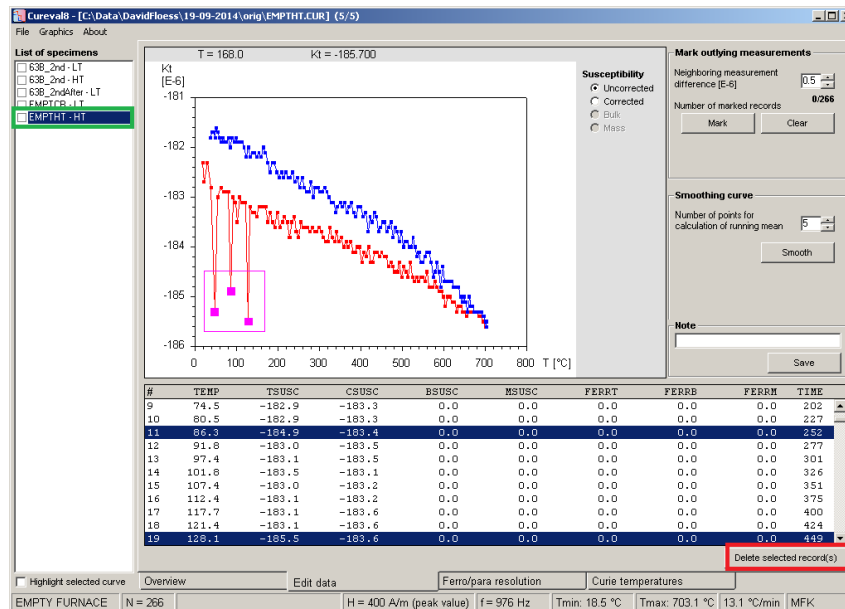 Cureval8 - [C:\Data\DavidFloess\19-09-2014\orig\EMPTHT.CUR] (5/5)
File Graphics About
List of specimens
63B_2nd - LT
63B_2nd - HT
63B_2ndAfter - LT
EMPTCB - LT
EMPTHT - HT
Highlight selected curve
T = 168.0 Kt = -185.700
Kt
[E-6]
-181
-182
-183
-184
-185
-186
0 100 200 300 400 500 600 700 800 T [°C]
Susceptibility
Uncorrected
Corrected
Bulk
Mass
Mark outlying measurements
Neighboring measurement
difference [E-6]
0.5
0/266
Number of marked records
Mark Clear
Smoothing curve
Number of points for
calculation of running mean
5
Smooth
Note
Save
# TEMP TSUSC CSUSC BSUSC MSUSC FERRT FERRB FERRM TIME
9 74.5 -182.9 -183.3 0.0 0.0 0.0 0.0 0.0 202
10 80.5 -182.9 -183.3 0.0 0.0 0.0 0.0 0.0 227
11 86.3 -184.9 -183.4 0.0 0.0 0.0 0.0 0.0 252
12 91.8 -183.0 -183.5 0.0 0.0 0.0 0.0 0.0 277
13 97.4 -183.1 -183.5 0.0 0.0 0.0 0.0 0.0 301
14 101.8 -183.5 -183.1 0.0 0.0 0.0 0.0 0.0 326
15 107.4 -183.0 -183.2 0.0 0.0 0.0 0.0 0.0 351
16 112.4 -183.1 -183.2 0.0 0.0 0.0 0.0 0.0 375
17 117.7 -183.1 -183.6 0.0 0.0 0.0 0.0 0.0 400
18 121.4 -183.1 -183.6 0.0 0.0 0.0 0.0 0.0 424
19 128.1 -185.5 -183.6 0.0 0.0 0.0 0.0 0.0 449
Delete selected record(s)
Overview Edit data Ferro/para resolution Curie temperatures
EMPTY FURNACE N = 266 H = 400 A/m (peak value) f = 976 Hz Tmin: 18.5 °C Tmax: 703.1 °C 13.1 °C/min MFK